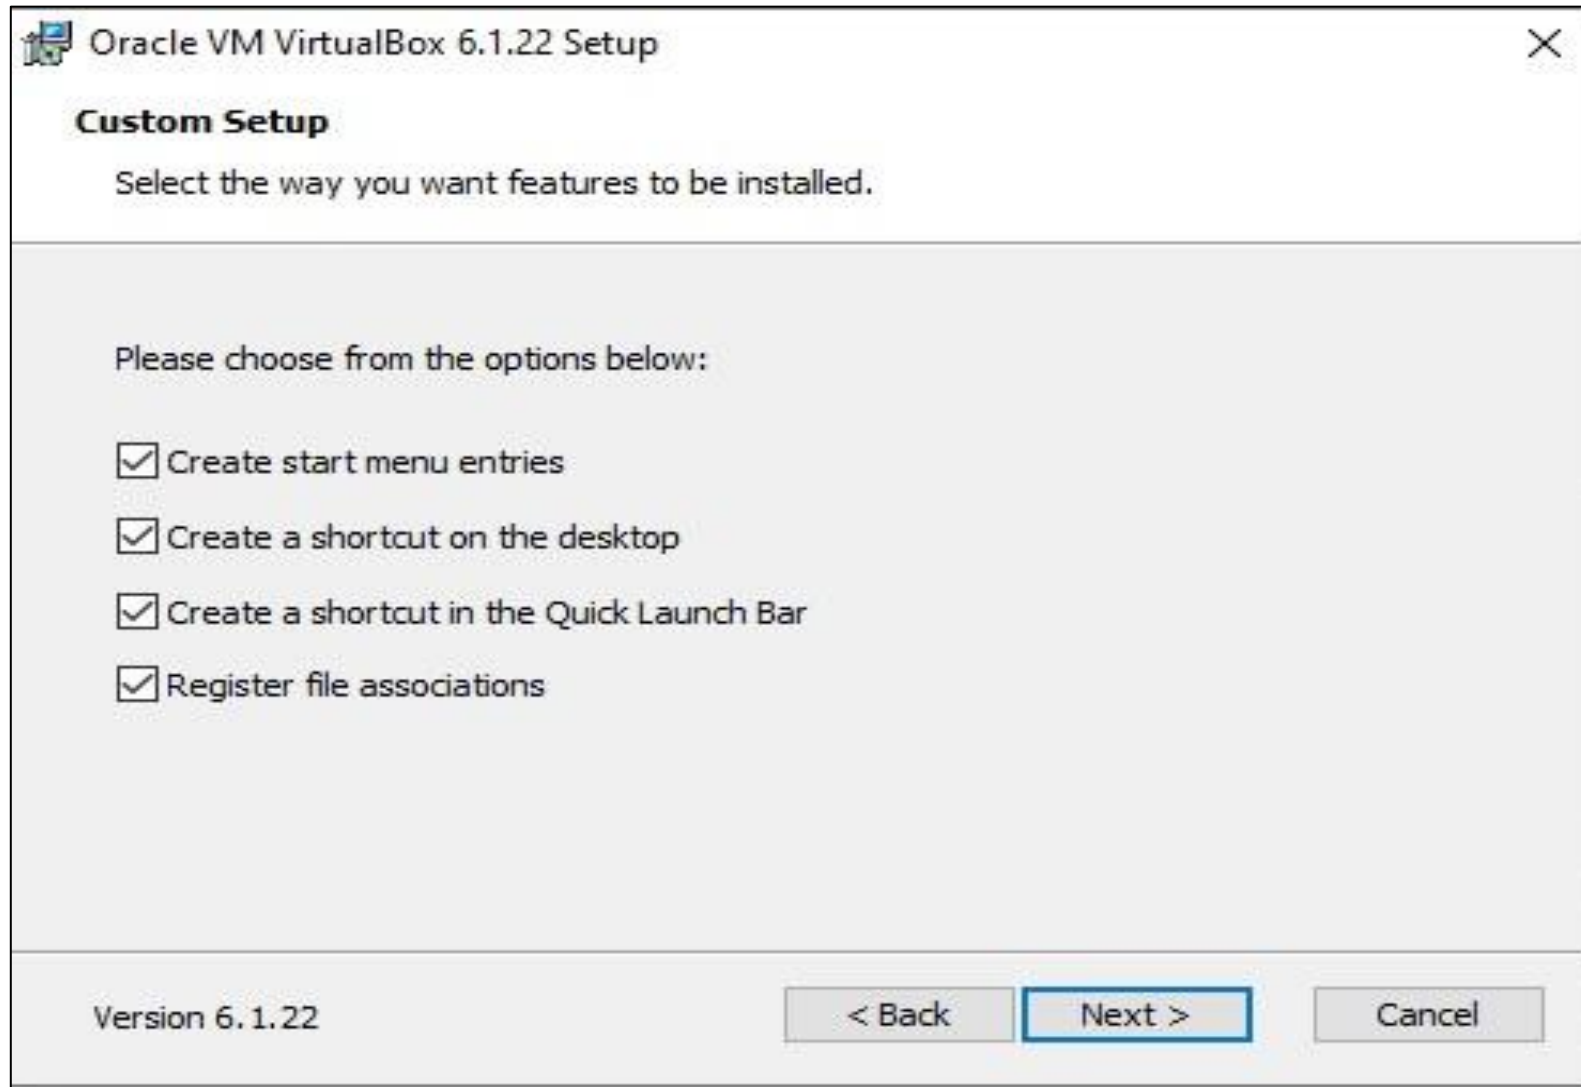 Oracle VM VirtualBox 6.1.22 Setup
Custom Setup
Select the way you want features to be installed.
Please choose from the options below:
Create start menu entries
Create a shortcut on the desktop
Create a shortcut in the Quick Launch Bar
Register file associations
Version 6.1.22
< Back
Next >
Cancel